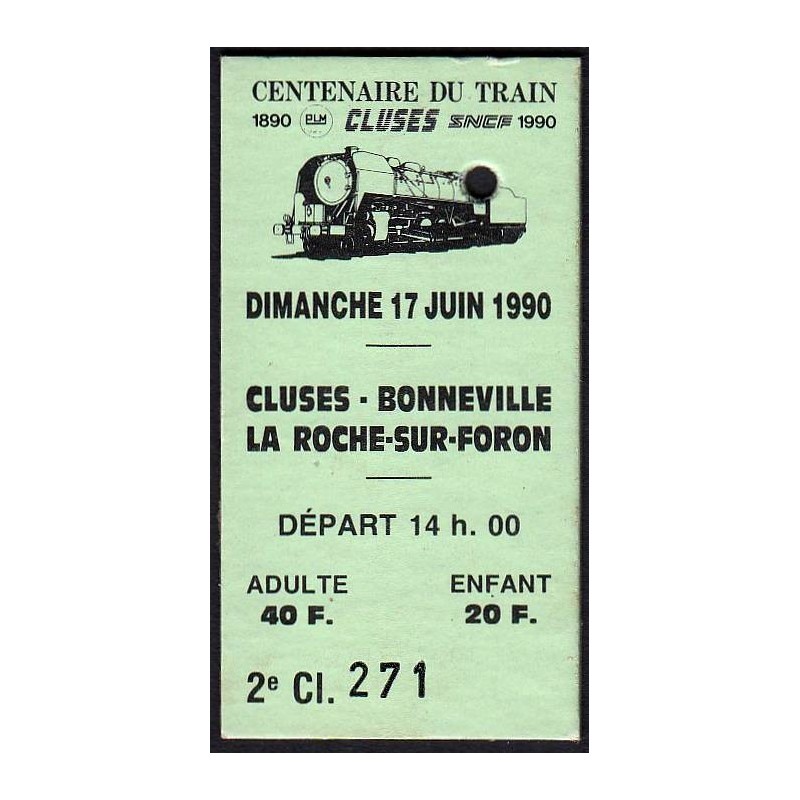 CENTENAIRE DU TRAIN
1890 PLM CLUSES SNCF 1990
DIMANCHE 17 JUIN 1990
CLUSES - BONNEVILLE
LA ROCHE-SUR-FORON
DÉPART 14 h. 00
ADULTE ENFANT
40 F. 20 F.
2e Cl. 271